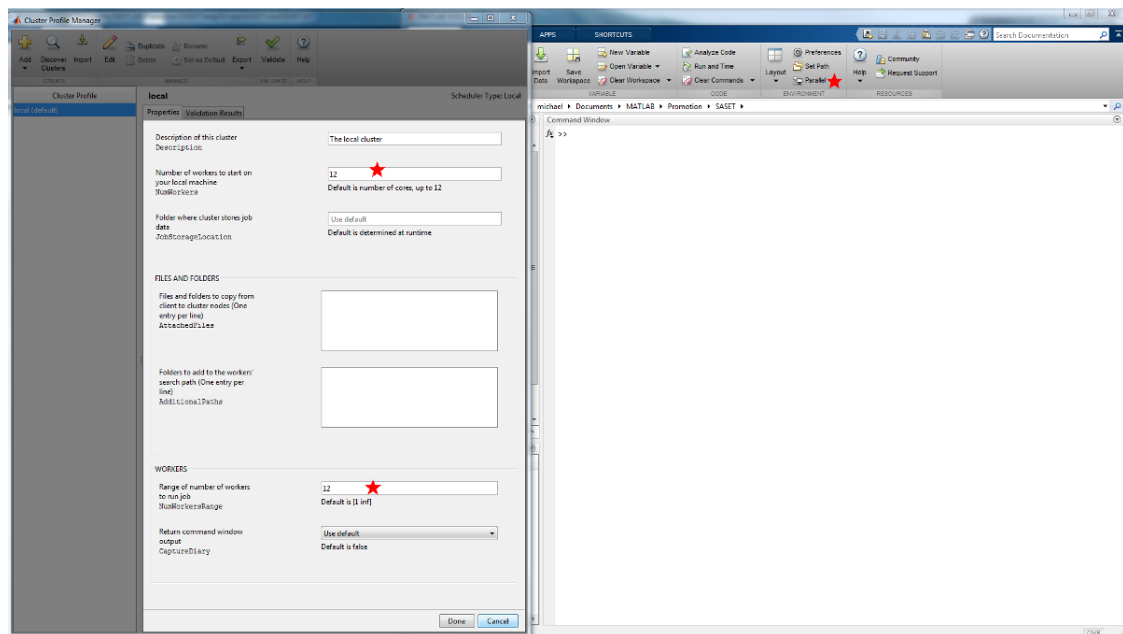 Cluster Profile Manager
Add
Discover
Clusters
Import
Edit
Duplicate
Rename
Delete
Set as Default
Export
Validate
Help
CREATE
MANAGE
VALIDATE
HELP
Cluster Profile
local (default)
local
Scheduler Type: Local
Properties
Validation Results
Description of this cluster
Description
The local cluster
Number of workers to start on
your local machine
NumWorkers
12
Default is number of cores, up to 12
Folder where cluster stores job
data
JobStorageLocation
Use default
Default is determined at runtime
FILES AND FOLDERS
Files and folders to copy from
client to cluster nodes (One
entry per line)
AttachedFiles
Folders to add to the workers'
search path (One entry per
line)
AdditionalPaths
WORKERS
Range of number of workers
to run job
NumWorkersRange
12
Default is [1 inf]
Return command window
output
CaptureDiary
Use default
Default is false
Done
Cancel
APPS
SHORTCUTS
Search Documentation
Import
Data
Save
Workspace
New Variable
Open Variable
Clear Workspace
VARIABLE
Analyze Code
Run and Time
Clear Commands
CODE
Layout
Preferences
Set Path
Parallel
ENVIRONMENT
Help
Community
Request Support
RESOURCES
michael Documents MATLAB Promotion SASET
Command Window
fx >>
OVR